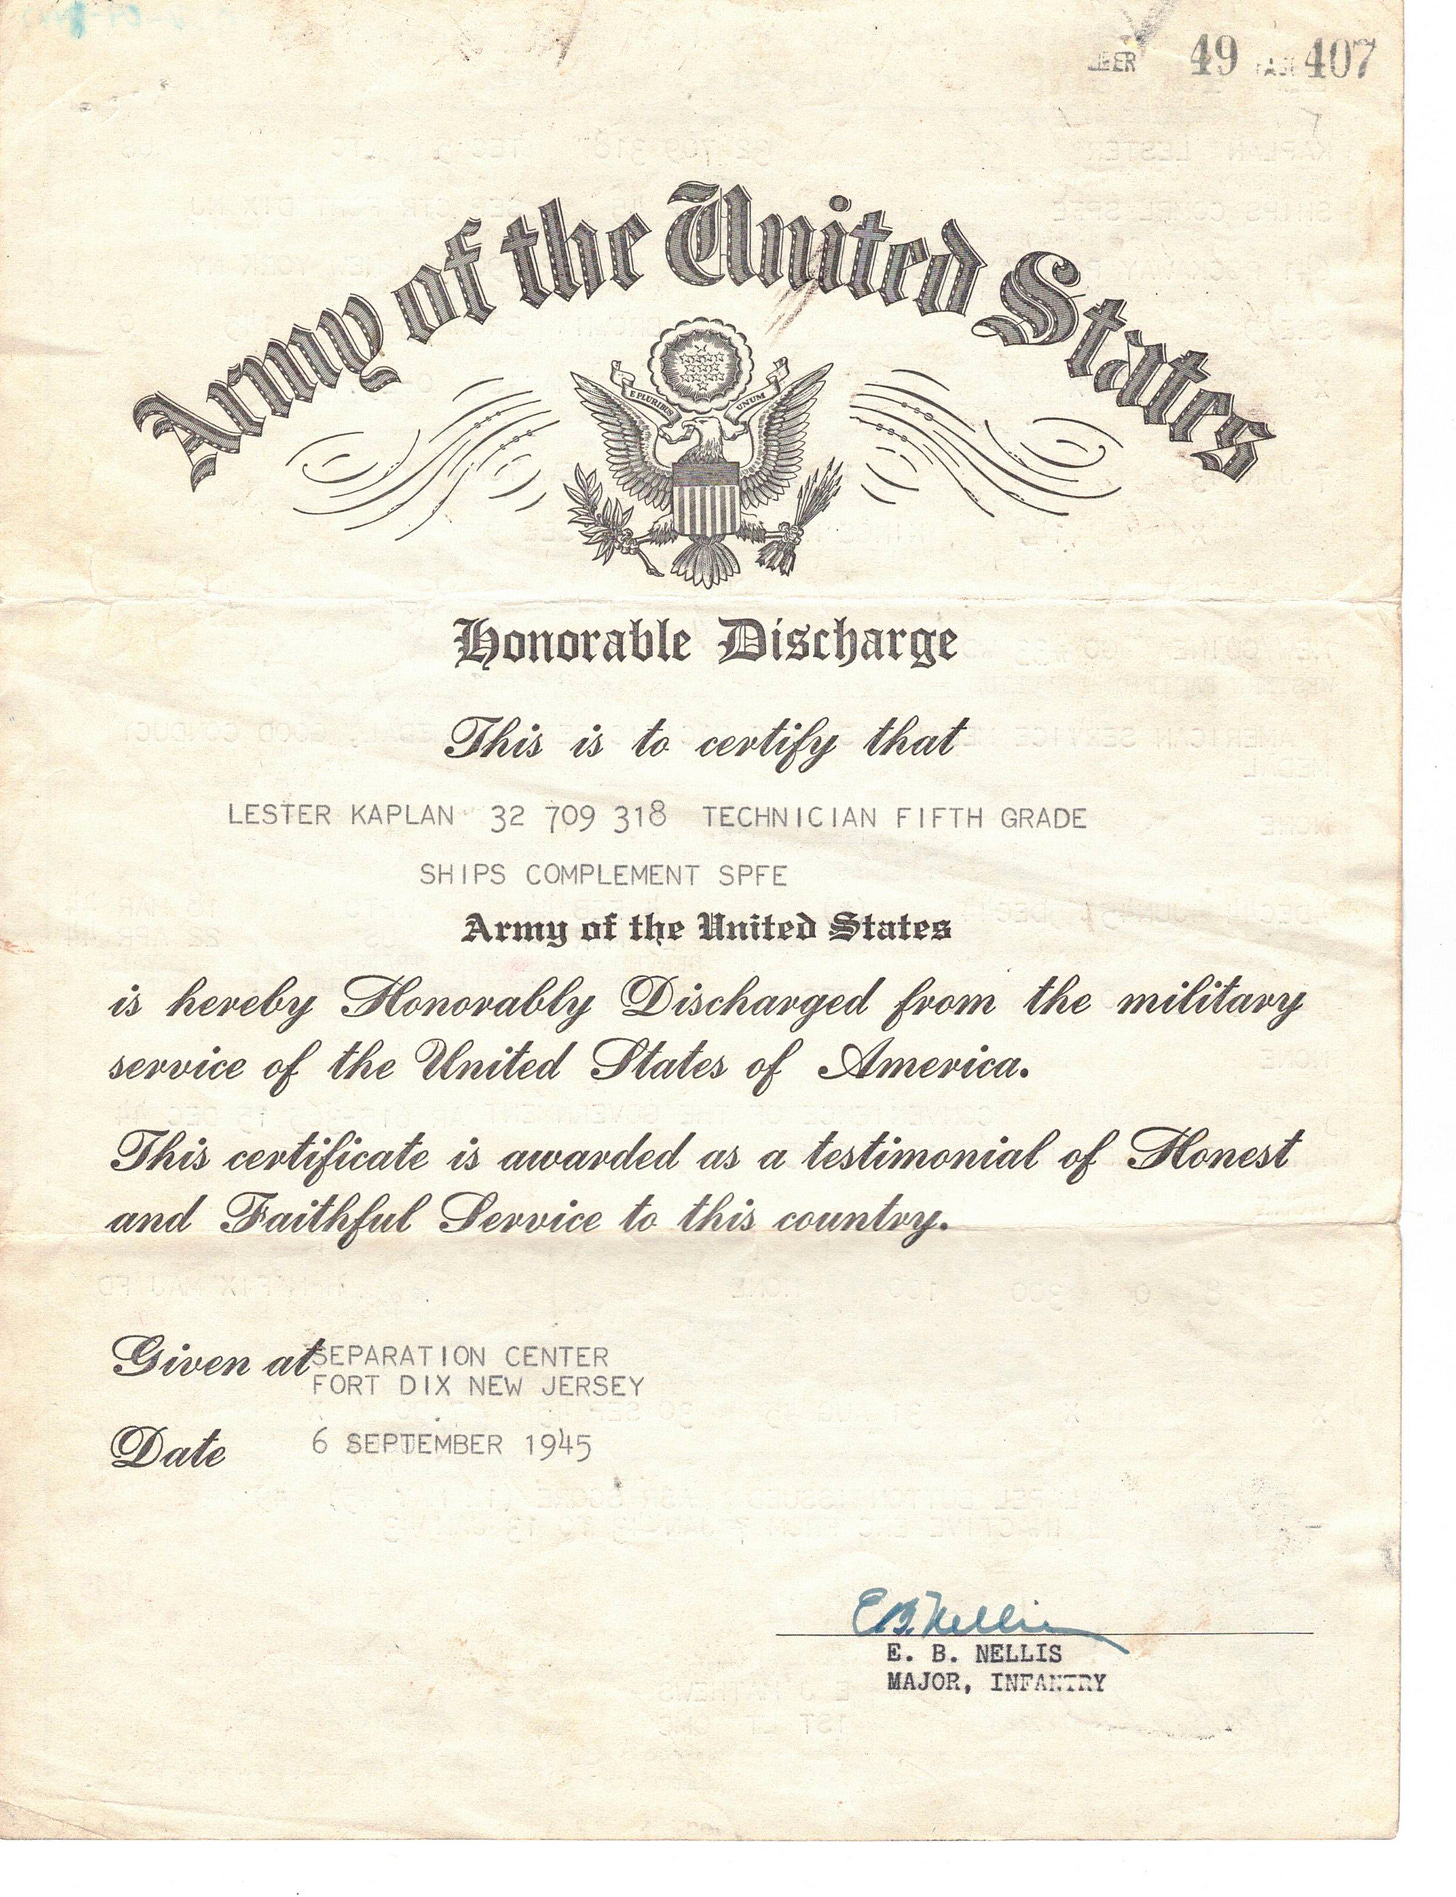 49 407
Army of the United States
E PLURIBUS UNUM
Honorable Discharge
This is to certify that
LESTER KAPLAN 32 709 318 TECHNICIAN FIFTH GRADE
SHIPS COMPLEMENT SPFE
Army of the United States
is hereby Honorably Discharged from the military
service of the United States of America.
This certificate is awarded as a testimonial of Honest
and Faithful Service to this country.
Given at SEPARATION CENTER
FORT DIX NEW JERSEY
Date 6 SEPTEMBER 1945
E.B. Nellis
E. B. NELLIS
MAJOR, INFANTRY